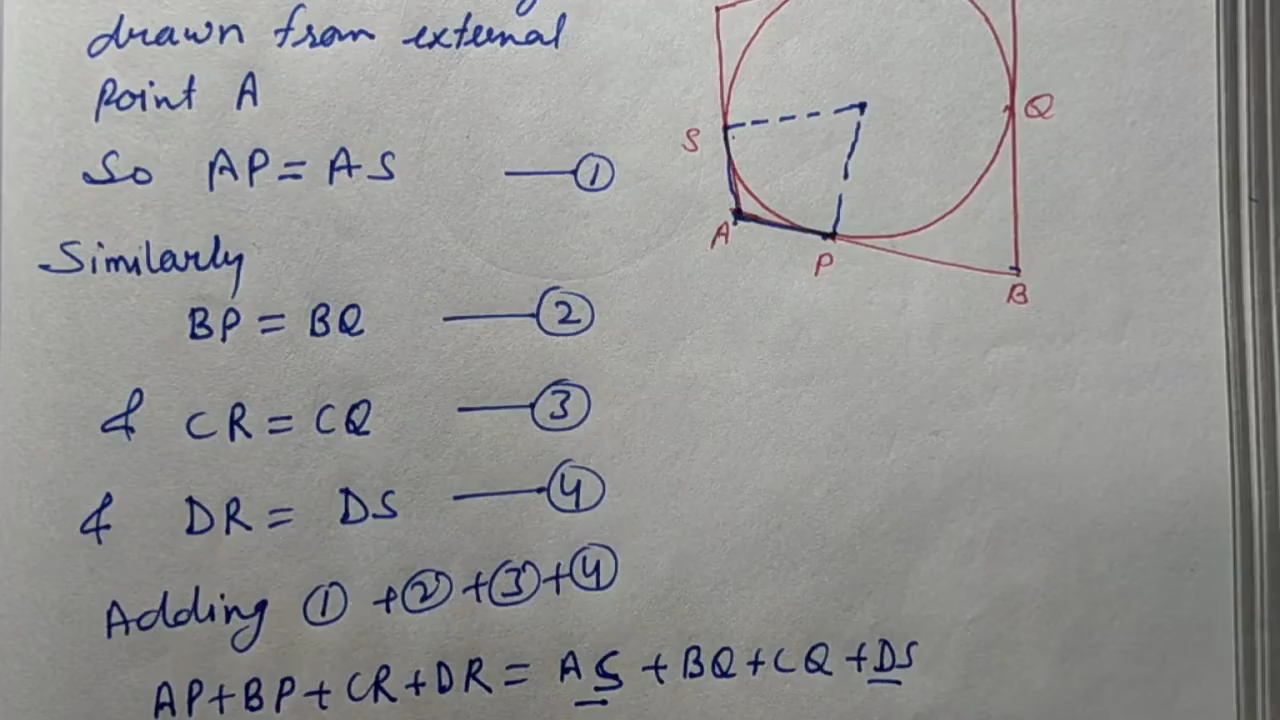 drawn from external
Point A
So AP = AS ——①
Similarly
BP = BQ ——②
& CR = CQ ——③
& DR = DS ——④
Adding ① + ② + ③ + ④
AP + BP + CR + DR = AS + BQ + CQ + DS
S
Q
A
P
B